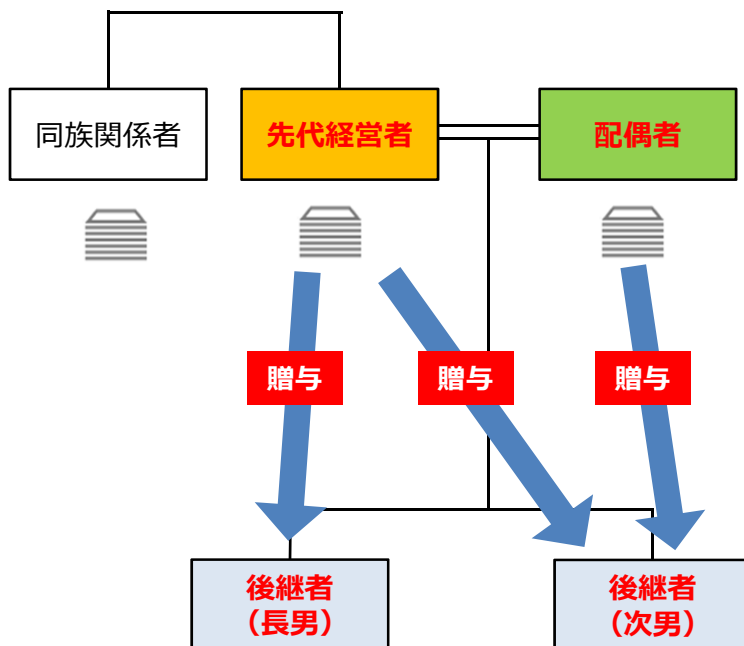 同族関係者
先代経営者
配偶者
贈与
贈与
贈与
後継者
（長男）
後継者
（次男）